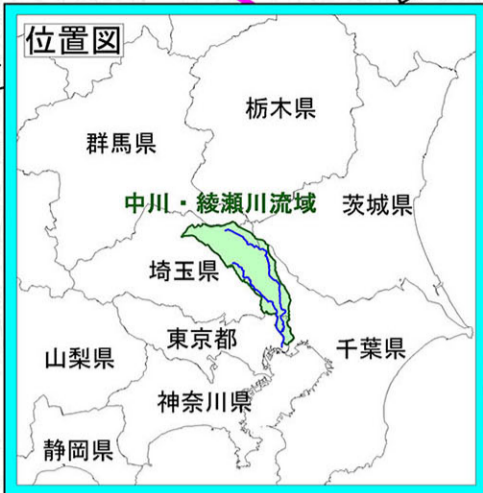 位置図
栃木県
群馬県
中川・綾瀬川流域
茨城県
埼玉県
東京都
千葉県
山梨県
神奈川県
静岡県